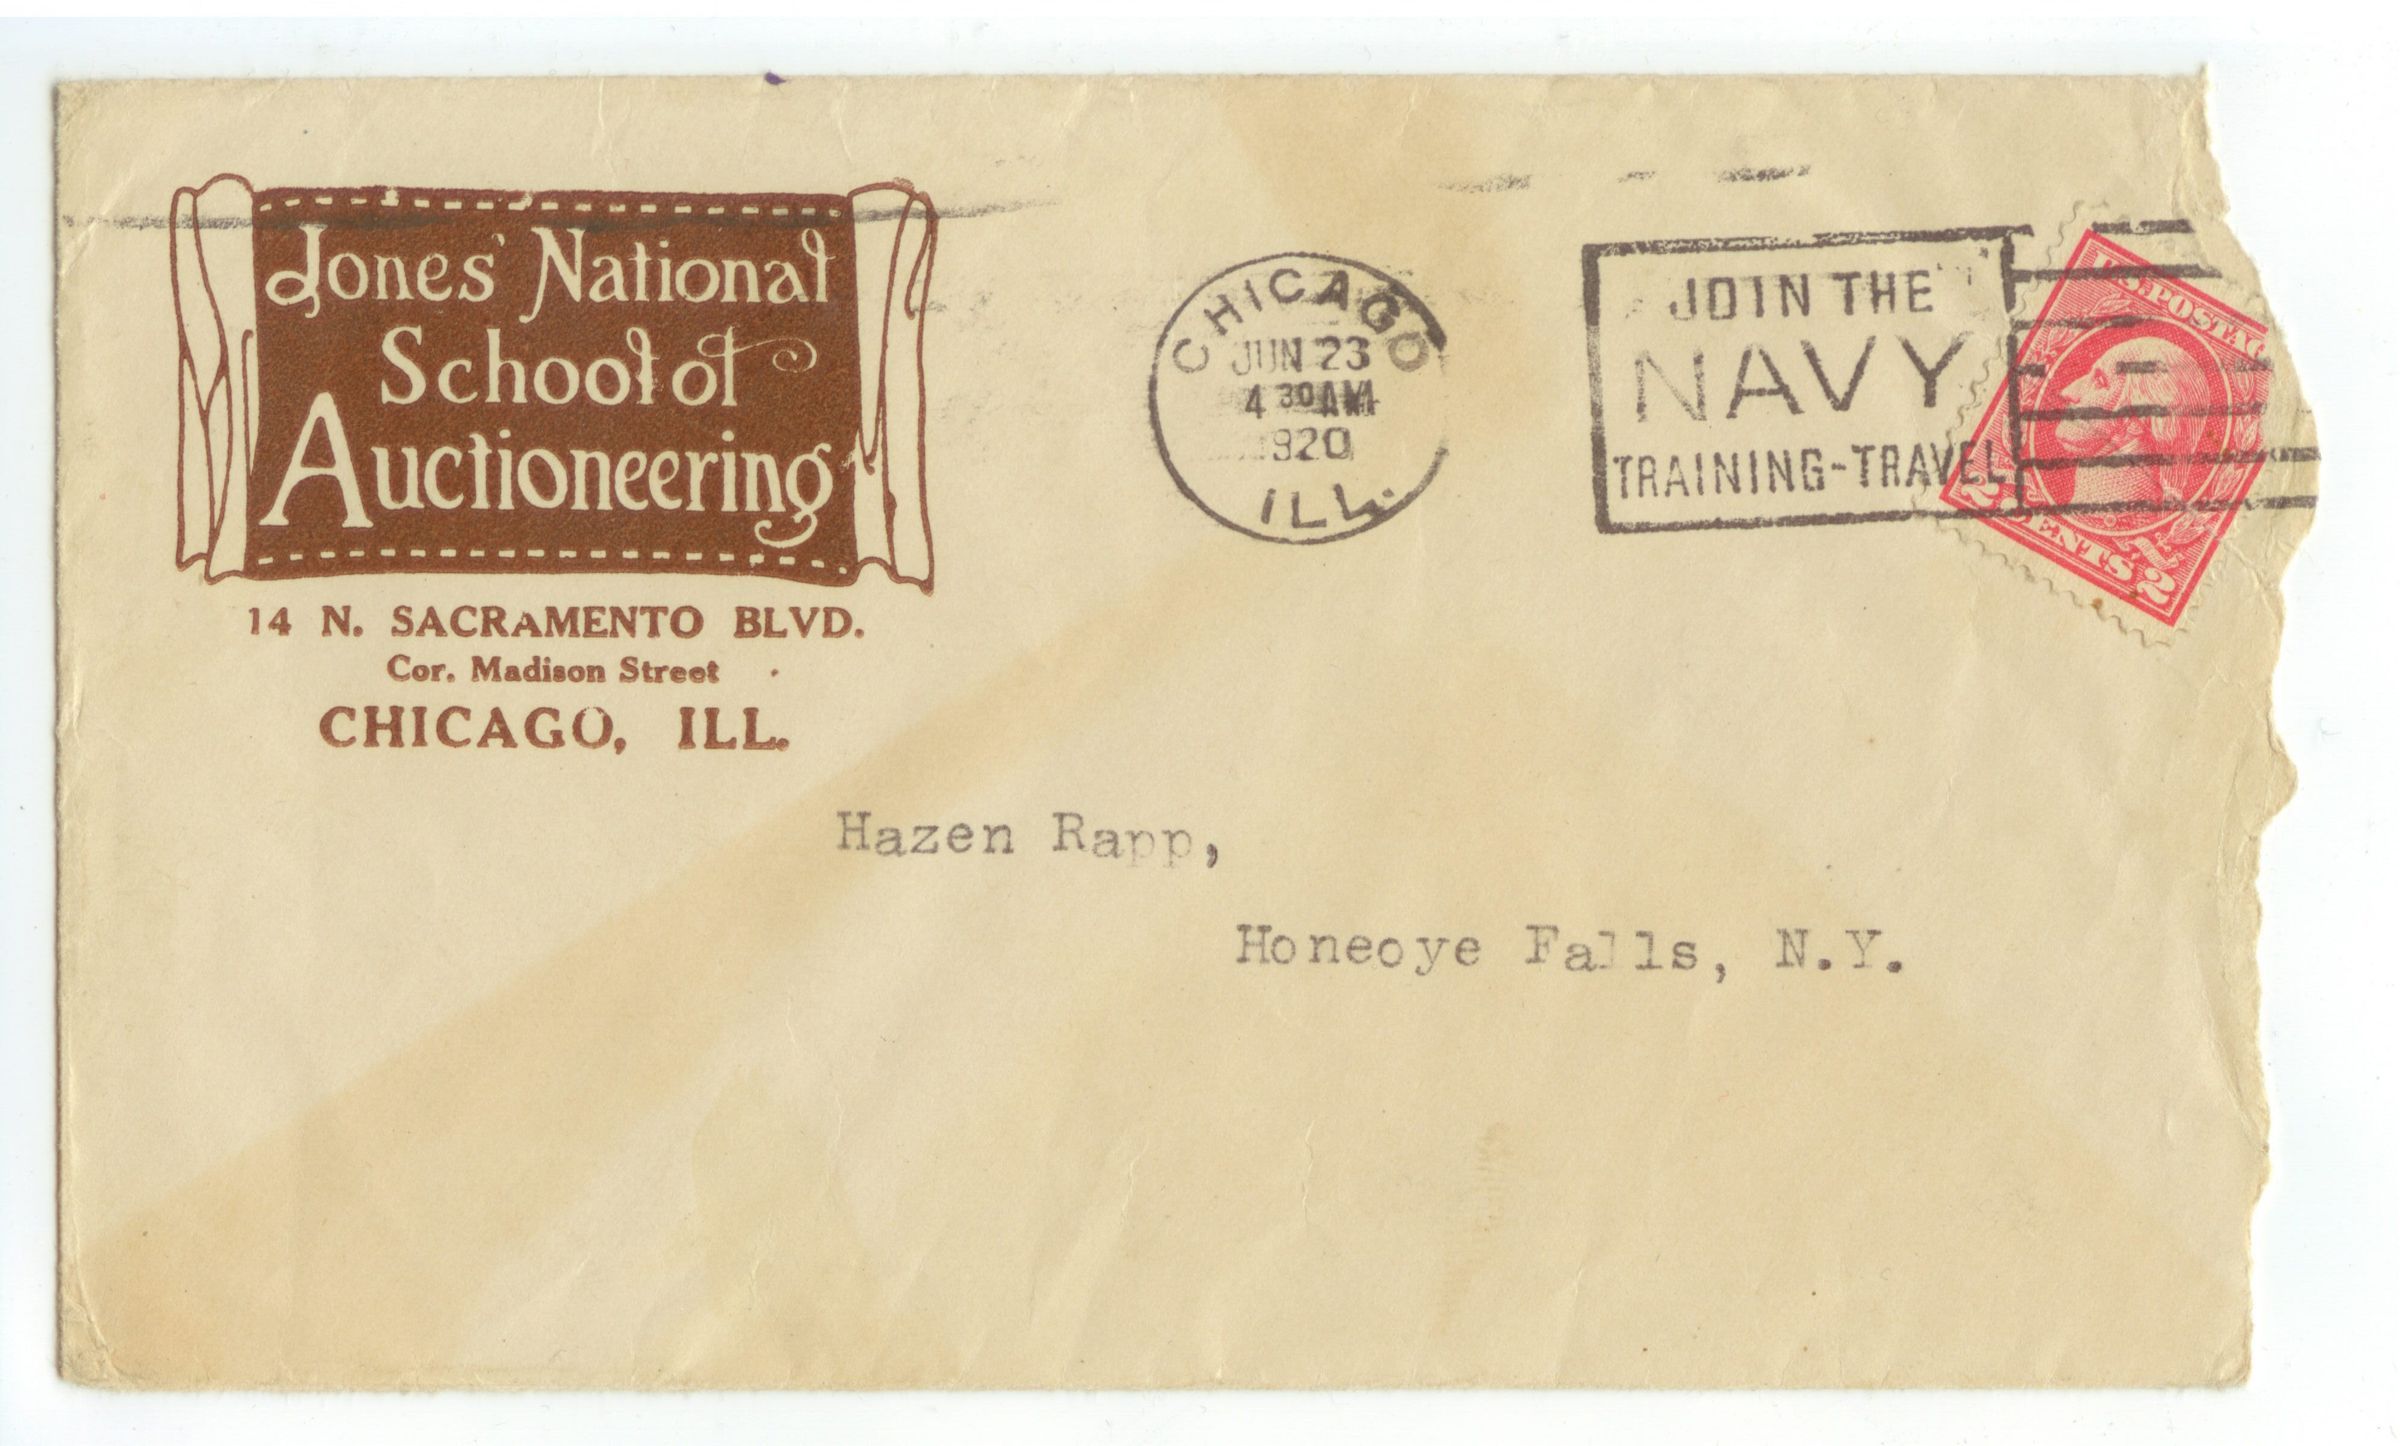 Jones' National
School of
Auctioneering
14 N. SACRAMENTO BLVD.
Cor. Madison Street
CHICAGO, ILL.
CHICAGO
JUN 23
4 30 AM
1920
ILL.
JOIN THE
NAVY
TRAINING-TRAVEL
U.S. POSTAG
2 CENTS 2
Hazen Rapp,
Honeoye Falls, N.Y.